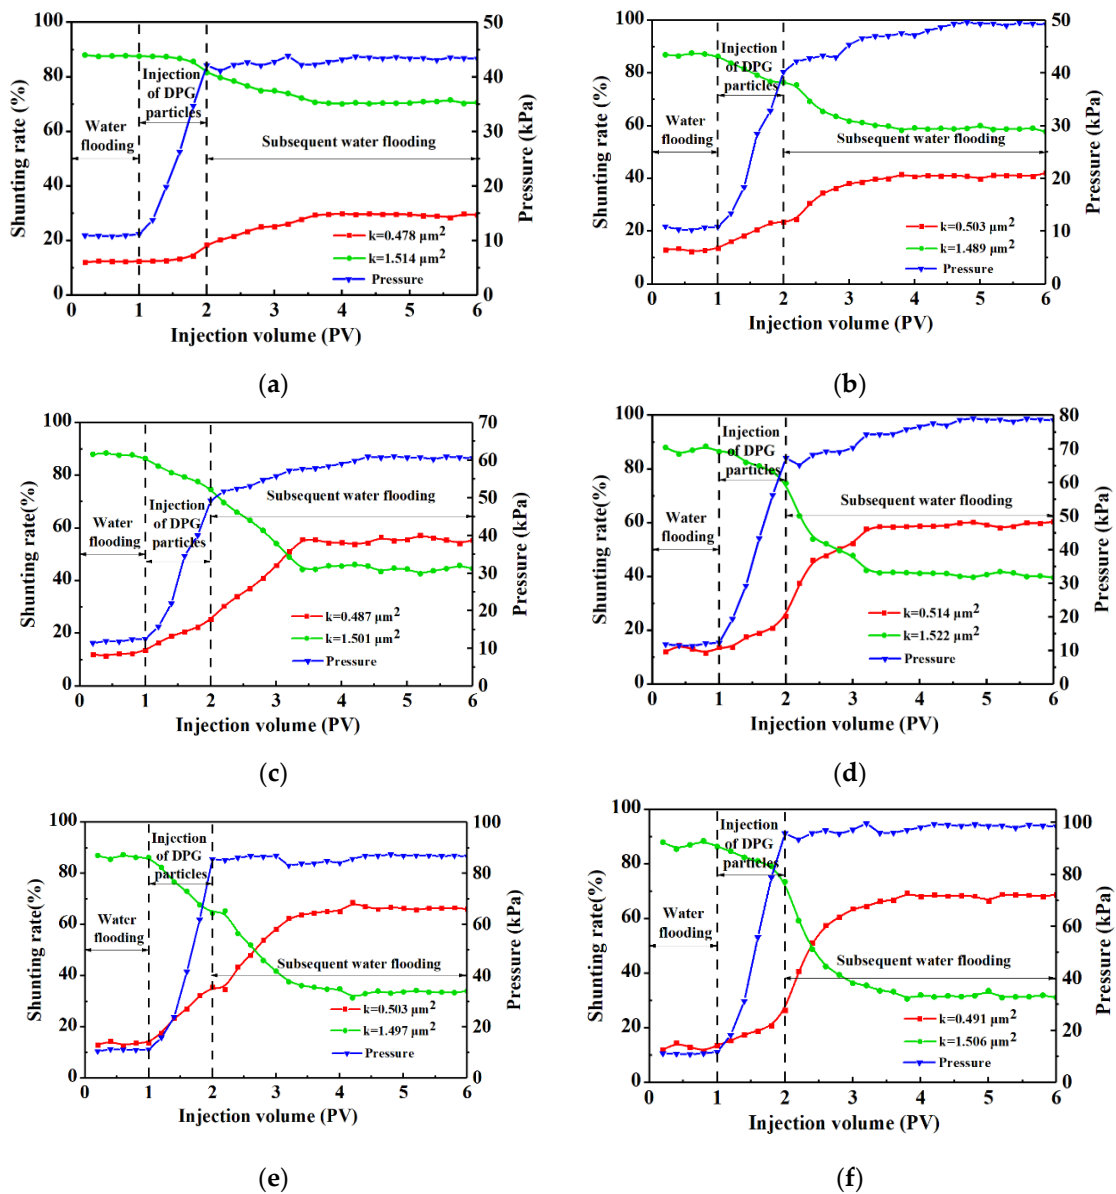 100
80
60
40
20
0
Shunting rate (%)
50
40
30
20
10
0
Pressure (kPa)
Injection
of DPG
particles
Water
flooding
Subsequent water flooding
k=0.478 μm2
k=1.514 μm2
Pressure
0 1 2 3 4 5 6
Injection volume (PV)
(a)
100
80
60
40
20
0
Shunting rate (%)
50
40
30
20
10
0
Pressure (kPa)
Injection
of DPG
particles
Water
flooding
Subsequent water flooding
k=0.503 μm2
k=1.489 μm2
Pressure
0 1 2 3 4 5 6
Injection volume (PV)
(b)
100
80
60
40
20
0
Shunting rate(%)
70
60
50
40
30
20
10
0
Pressure (kPa)
Subsequent water flooding
Water
flooding
Injection
of DPG
particles
k=0.487 μm2
k=1.501 μm2
Pressure
0 1 2 3 4 5 6
Injection volume (PV)
(c)
100
80
60
40
20
0
Shunting rate(%)
80
70
60
50
40
30
20
10
0
Pressure (kPa)
Injection
of DPG
particles
Water
flooding
Subsequent water flooding
k=0.514 μm2
k=1.522 μm2
Pressure
0 1 2 3 4 5 6
Injection volume (PV)
(d)
100
80
60
40
20
0
Shunting rate(%)
100
80
60
40
20
0
Pressure (kPa)
Injection
of DPG
particles
Water
flooding
Subsequent water flooding
k=0.503 μm2
k=1.497 μm2
Pressure
0 1 2 3 4 5 6
Injection volume (PV)
(e)
100
80
60
40
20
0
Shunting rate(%)
100
80
60
40
20
0
Pressure (kPa)
Injection
of DPG
particles
Water
flooding
Subsequent water flooding
k=0.491 μm2
k=1.506 μm2
Pressure
0 1 2 3 4 5 6
Injection volume (PV)
(f)